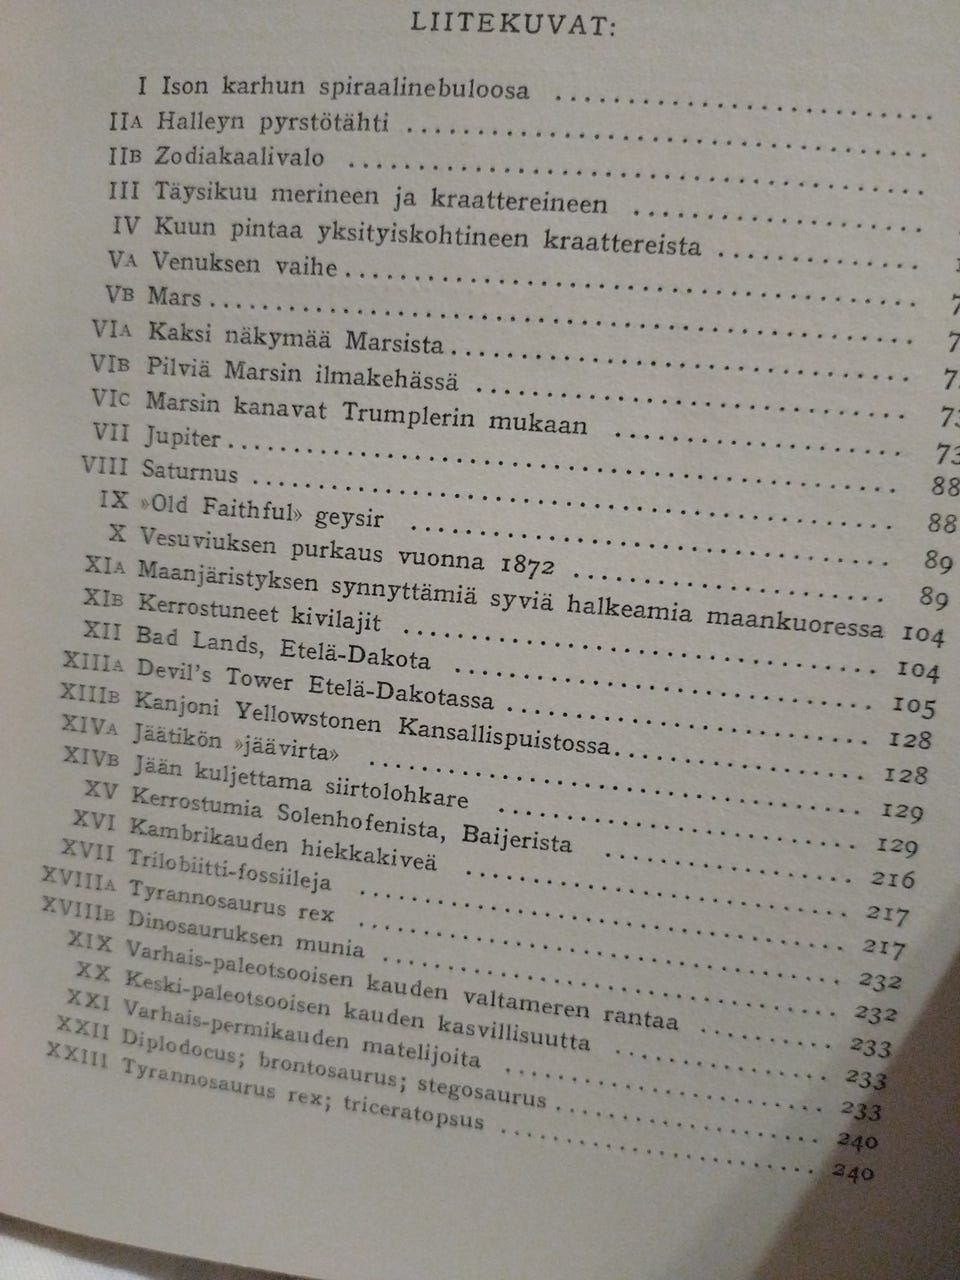 LIITEKUVAT:
I Ison karhun spiraalinebuloosa
IIA Halleyn pyrstötähti
IIB Zodiakaalivalo
III Täysikuu merineen ja kraattereineen
IV Kuun pintaa yksityiskohtineen kraattereista
VA Venuksen vaihe
VB Mars
VIA Kaksi näkymää Marsista
VIB Pilviä Marsin ilmakehässä
VIC Marsin kanavat Trumplerin mukaan
VII Jupiter 88
VIII Saturnus 88
IX »Old Faithful» geysir 89
X Vesuviuksen purkaus vuonna 1872 89
XIA Maanjäristyksen synnyttämiä syviä halkeamia maankuoressa 104
XIB Kerrostuneet kivilajit 104
XII Bad Lands, Etelä-Dakota 105
XIIIA Devil's Tower Etelä-Dakotassa 128
XIIIB Kanjoni Yellowstonen Kansallispuistossa 128
XIVA Jäätikön »jäävirta» 129
XIVB Jään kuljettama siirtolohkare 129
XV Kerrostumia Solenhofenista, Baijerista 216
XVI Kambrikauden hiekkakiveä 217
XVII Trilobiitti-fossiileja 217
XVIIIA Tyrannosaurus rex 232
XVIIIB Dinosauruksen munia 232
XIX Varhais-paleotsooisen kauden valtameren rantaa 233
XX Keski-paleotsooisen kauden kasvillisuutta 233
XXI Varhais-permikauden matelijoita 233
XXII Diplodocus; brontosaurus; stegosaurus 240
XXIII Tyrannosaurus rex; triceratopsus 240